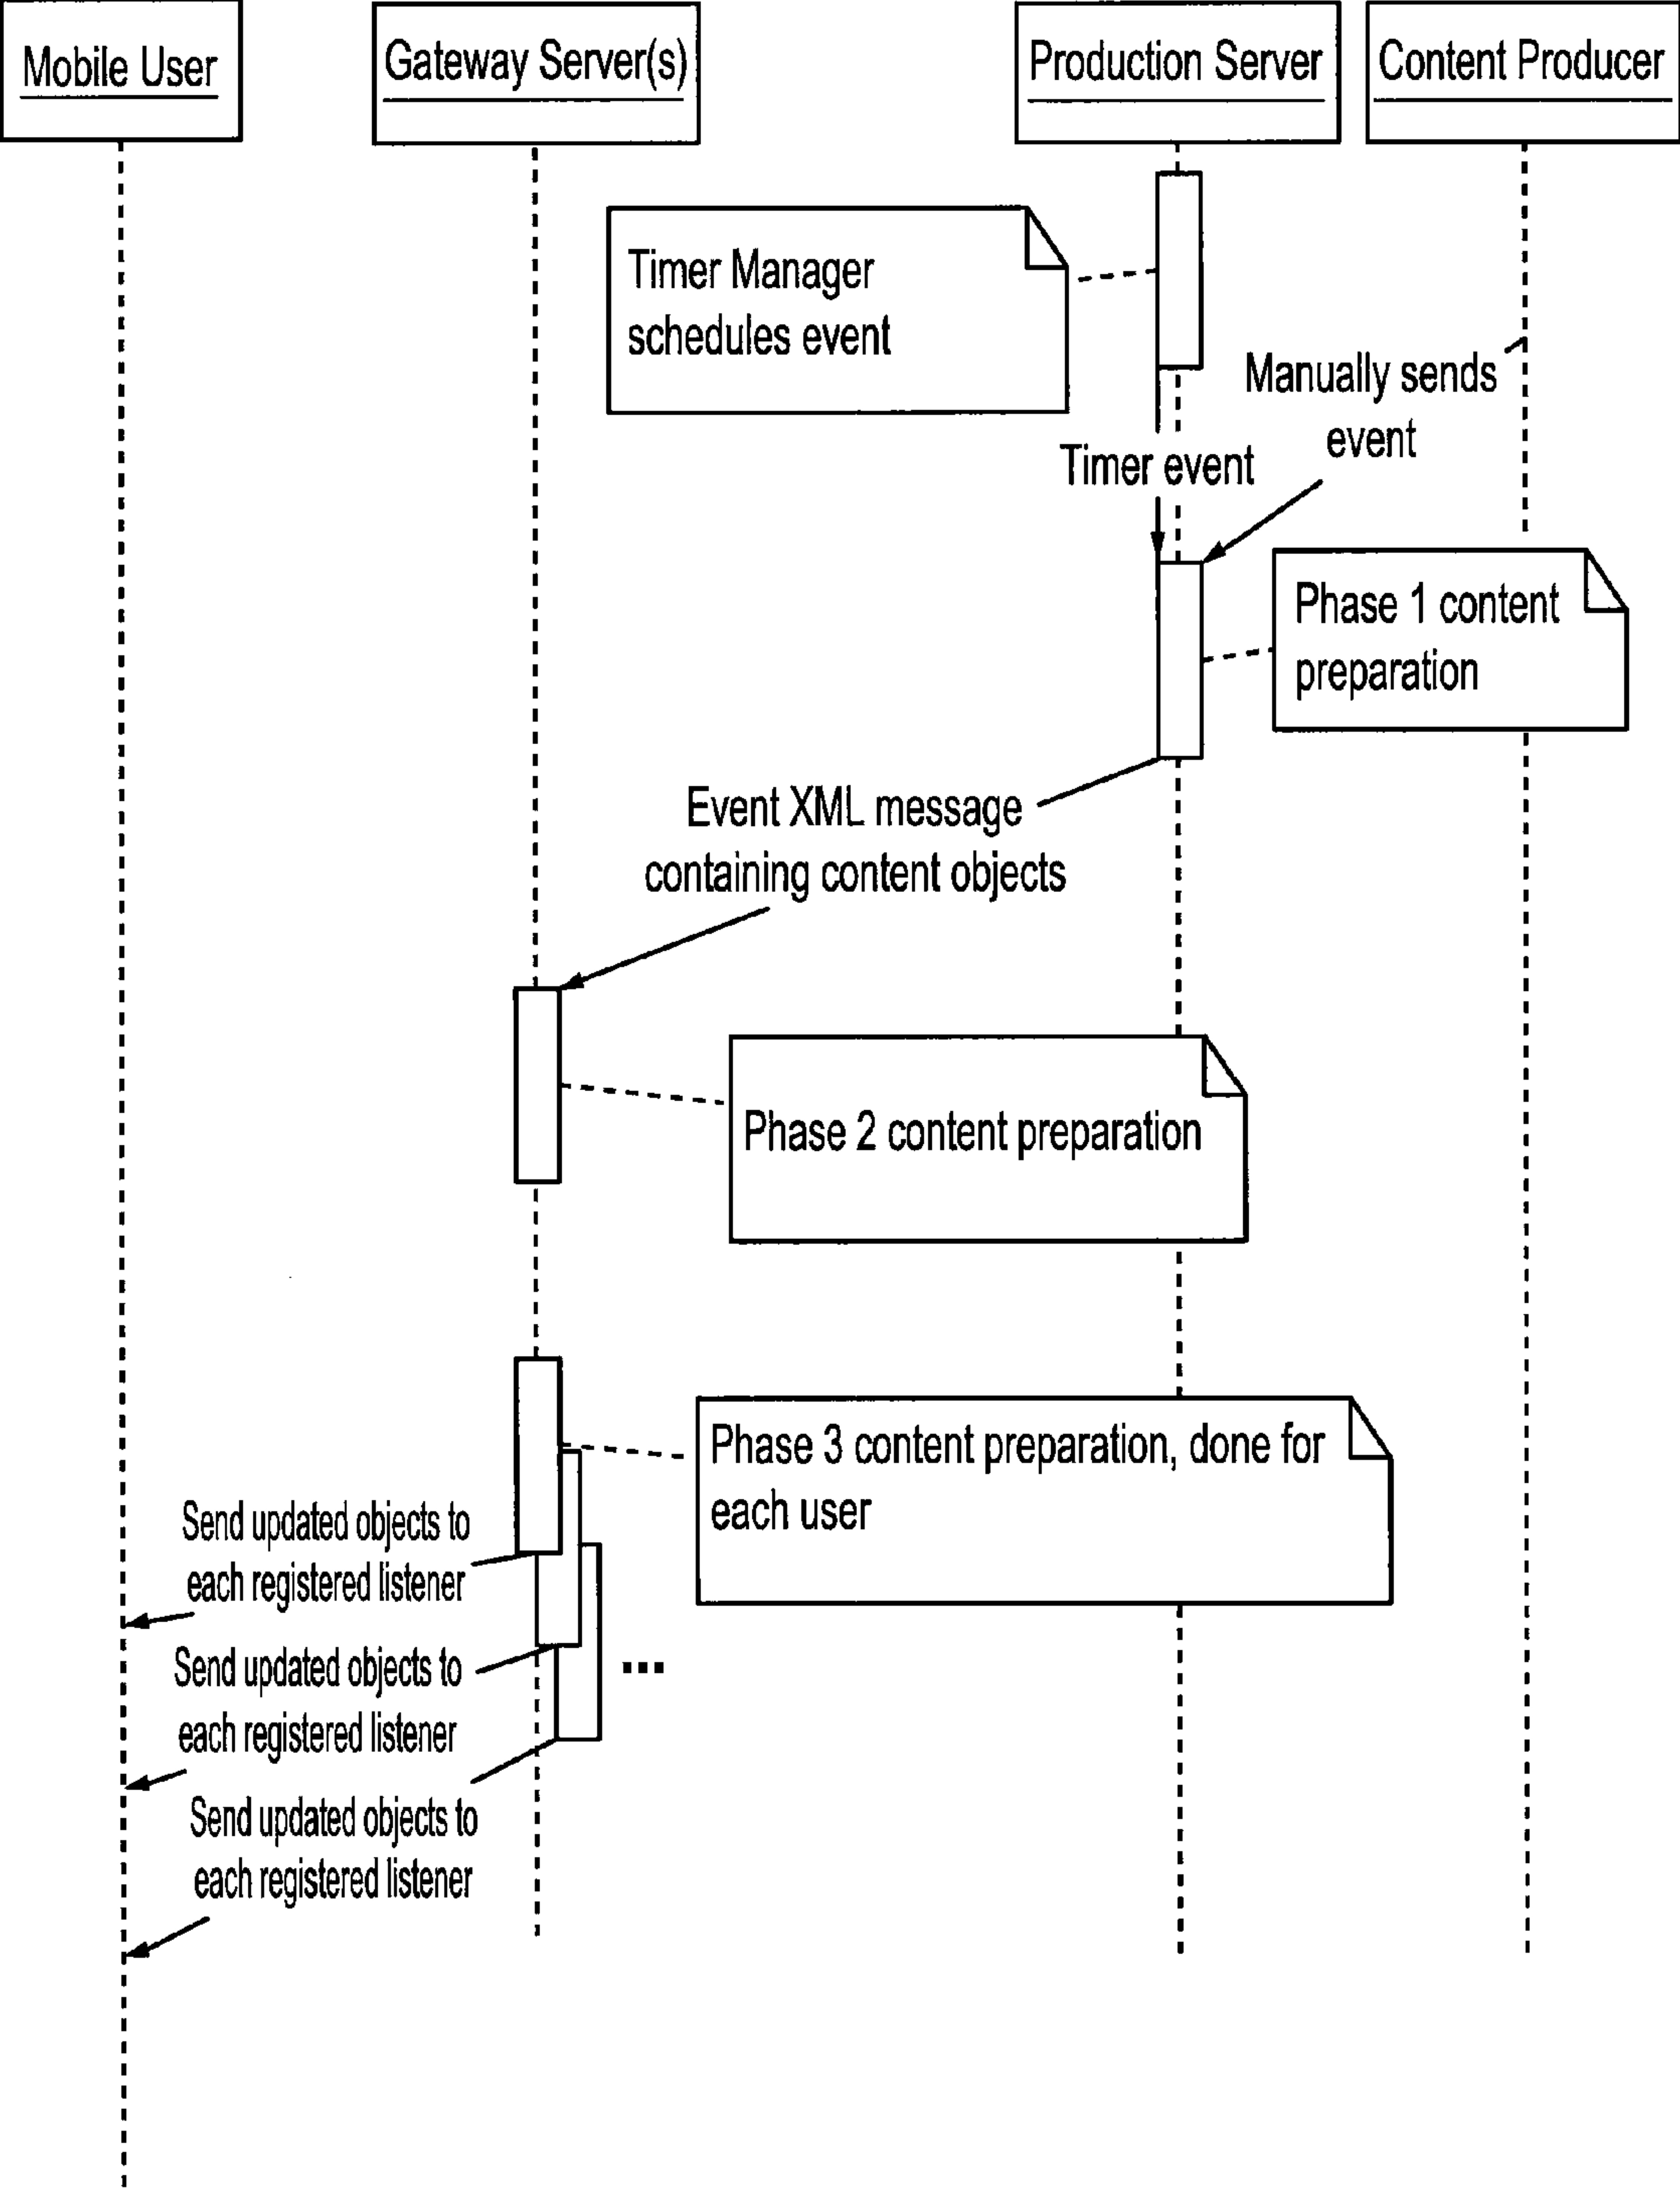 Mobile User
Gateway Server(s)
Production Server
Content Producer
Timer Manager
schedules event
Manually sends
event
Timer event
Phase 1 content
preparation
Event XML message
containing content objects
Phase 2 content preparation
Phase 3 content preparation, done for
each user
Send updated objects to
each registered listener
Send updated objects to
each registered listener
...
Send updated objects to
each registered listener